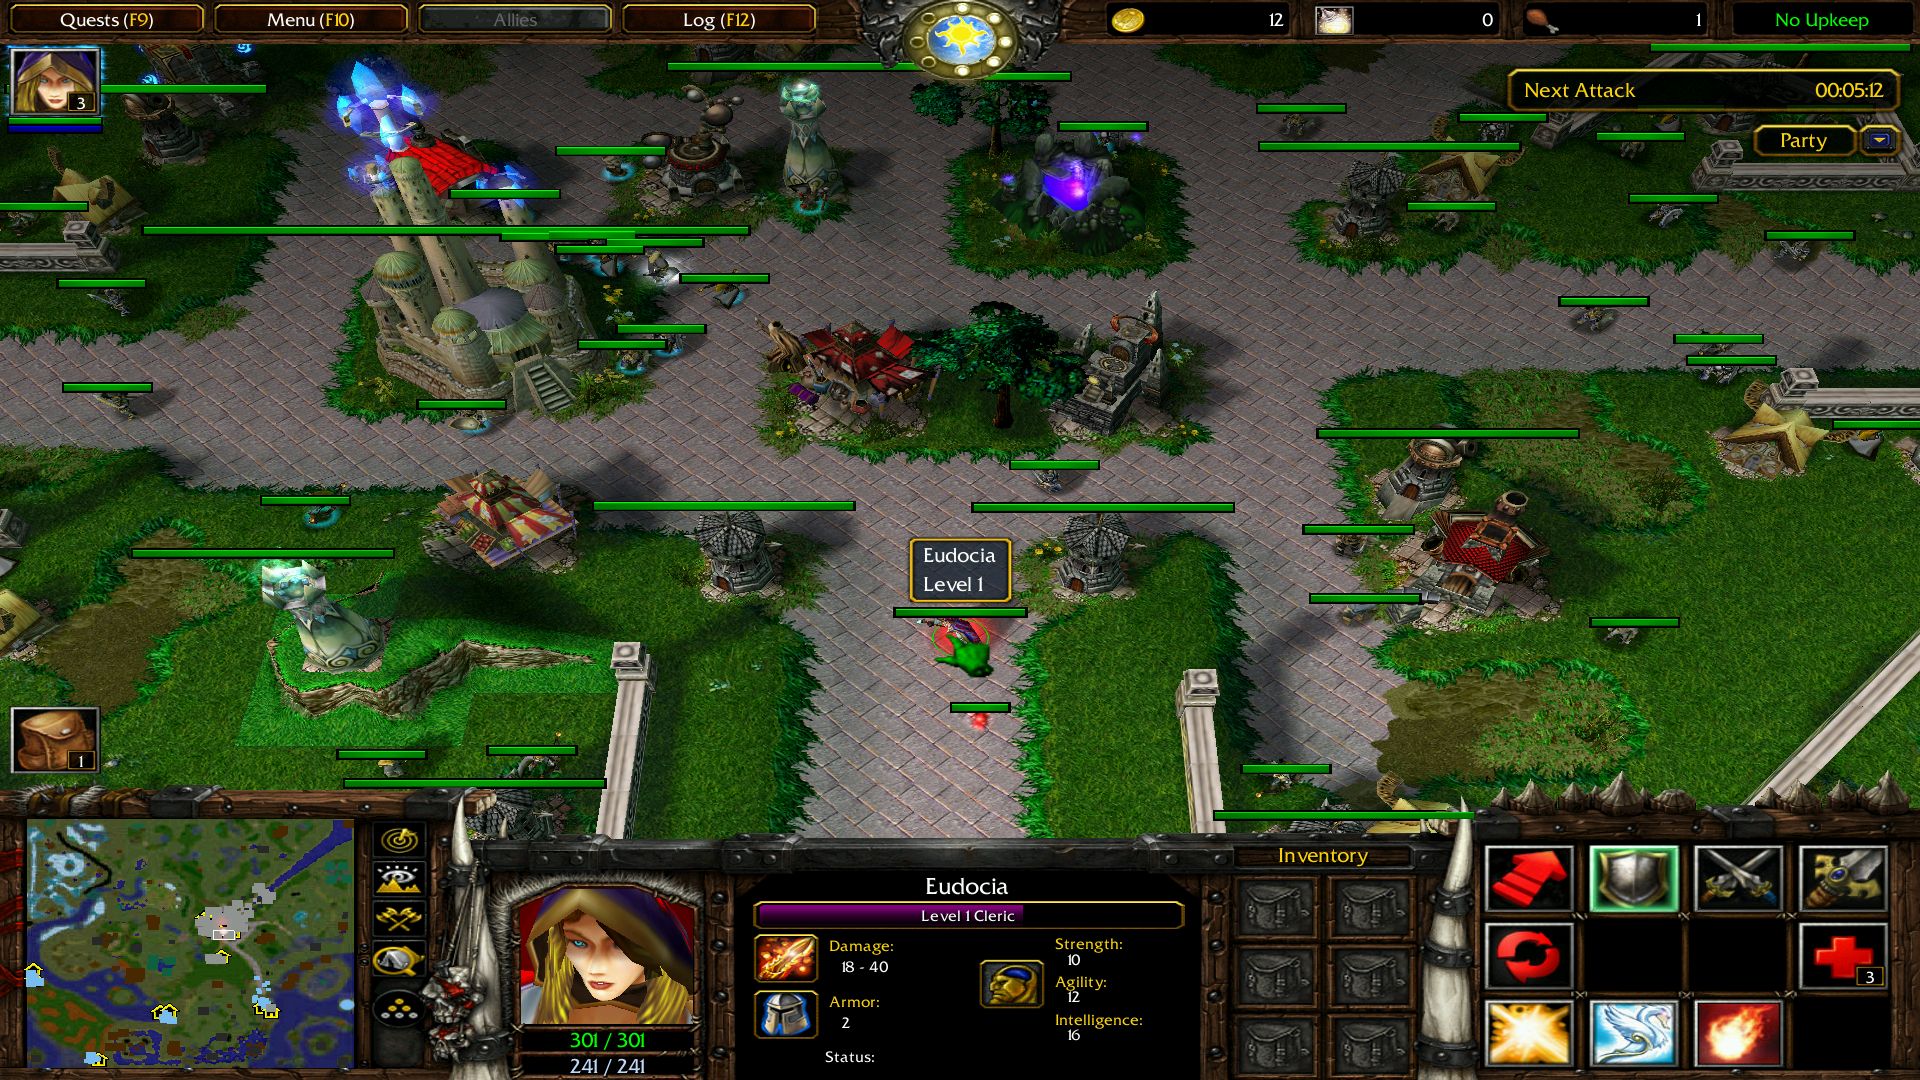 Quests (F9) Menu (F10) Allies Log (F12) 12 0 1 No Upkeep
3
Next Attack 00:05:12
Party
Eudocia
Level 1
1
Inventory
Eudocia
Level 1 Cleric
Damage:
18 - 40
Armor:
2
Status:
Strength:
10
Agility:
12
Intelligence:
16
301 / 301
241 / 241
3